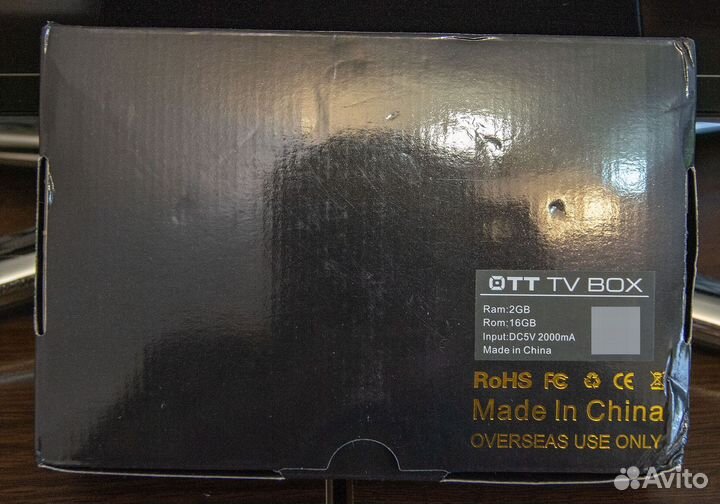 OTT TV BOX
Ram:2GB
Rom:16GB
Input:DC5V 2000mA
Made in China
RoHS FC CE
Made In China
OVERSEAS USE ONLY
Avito